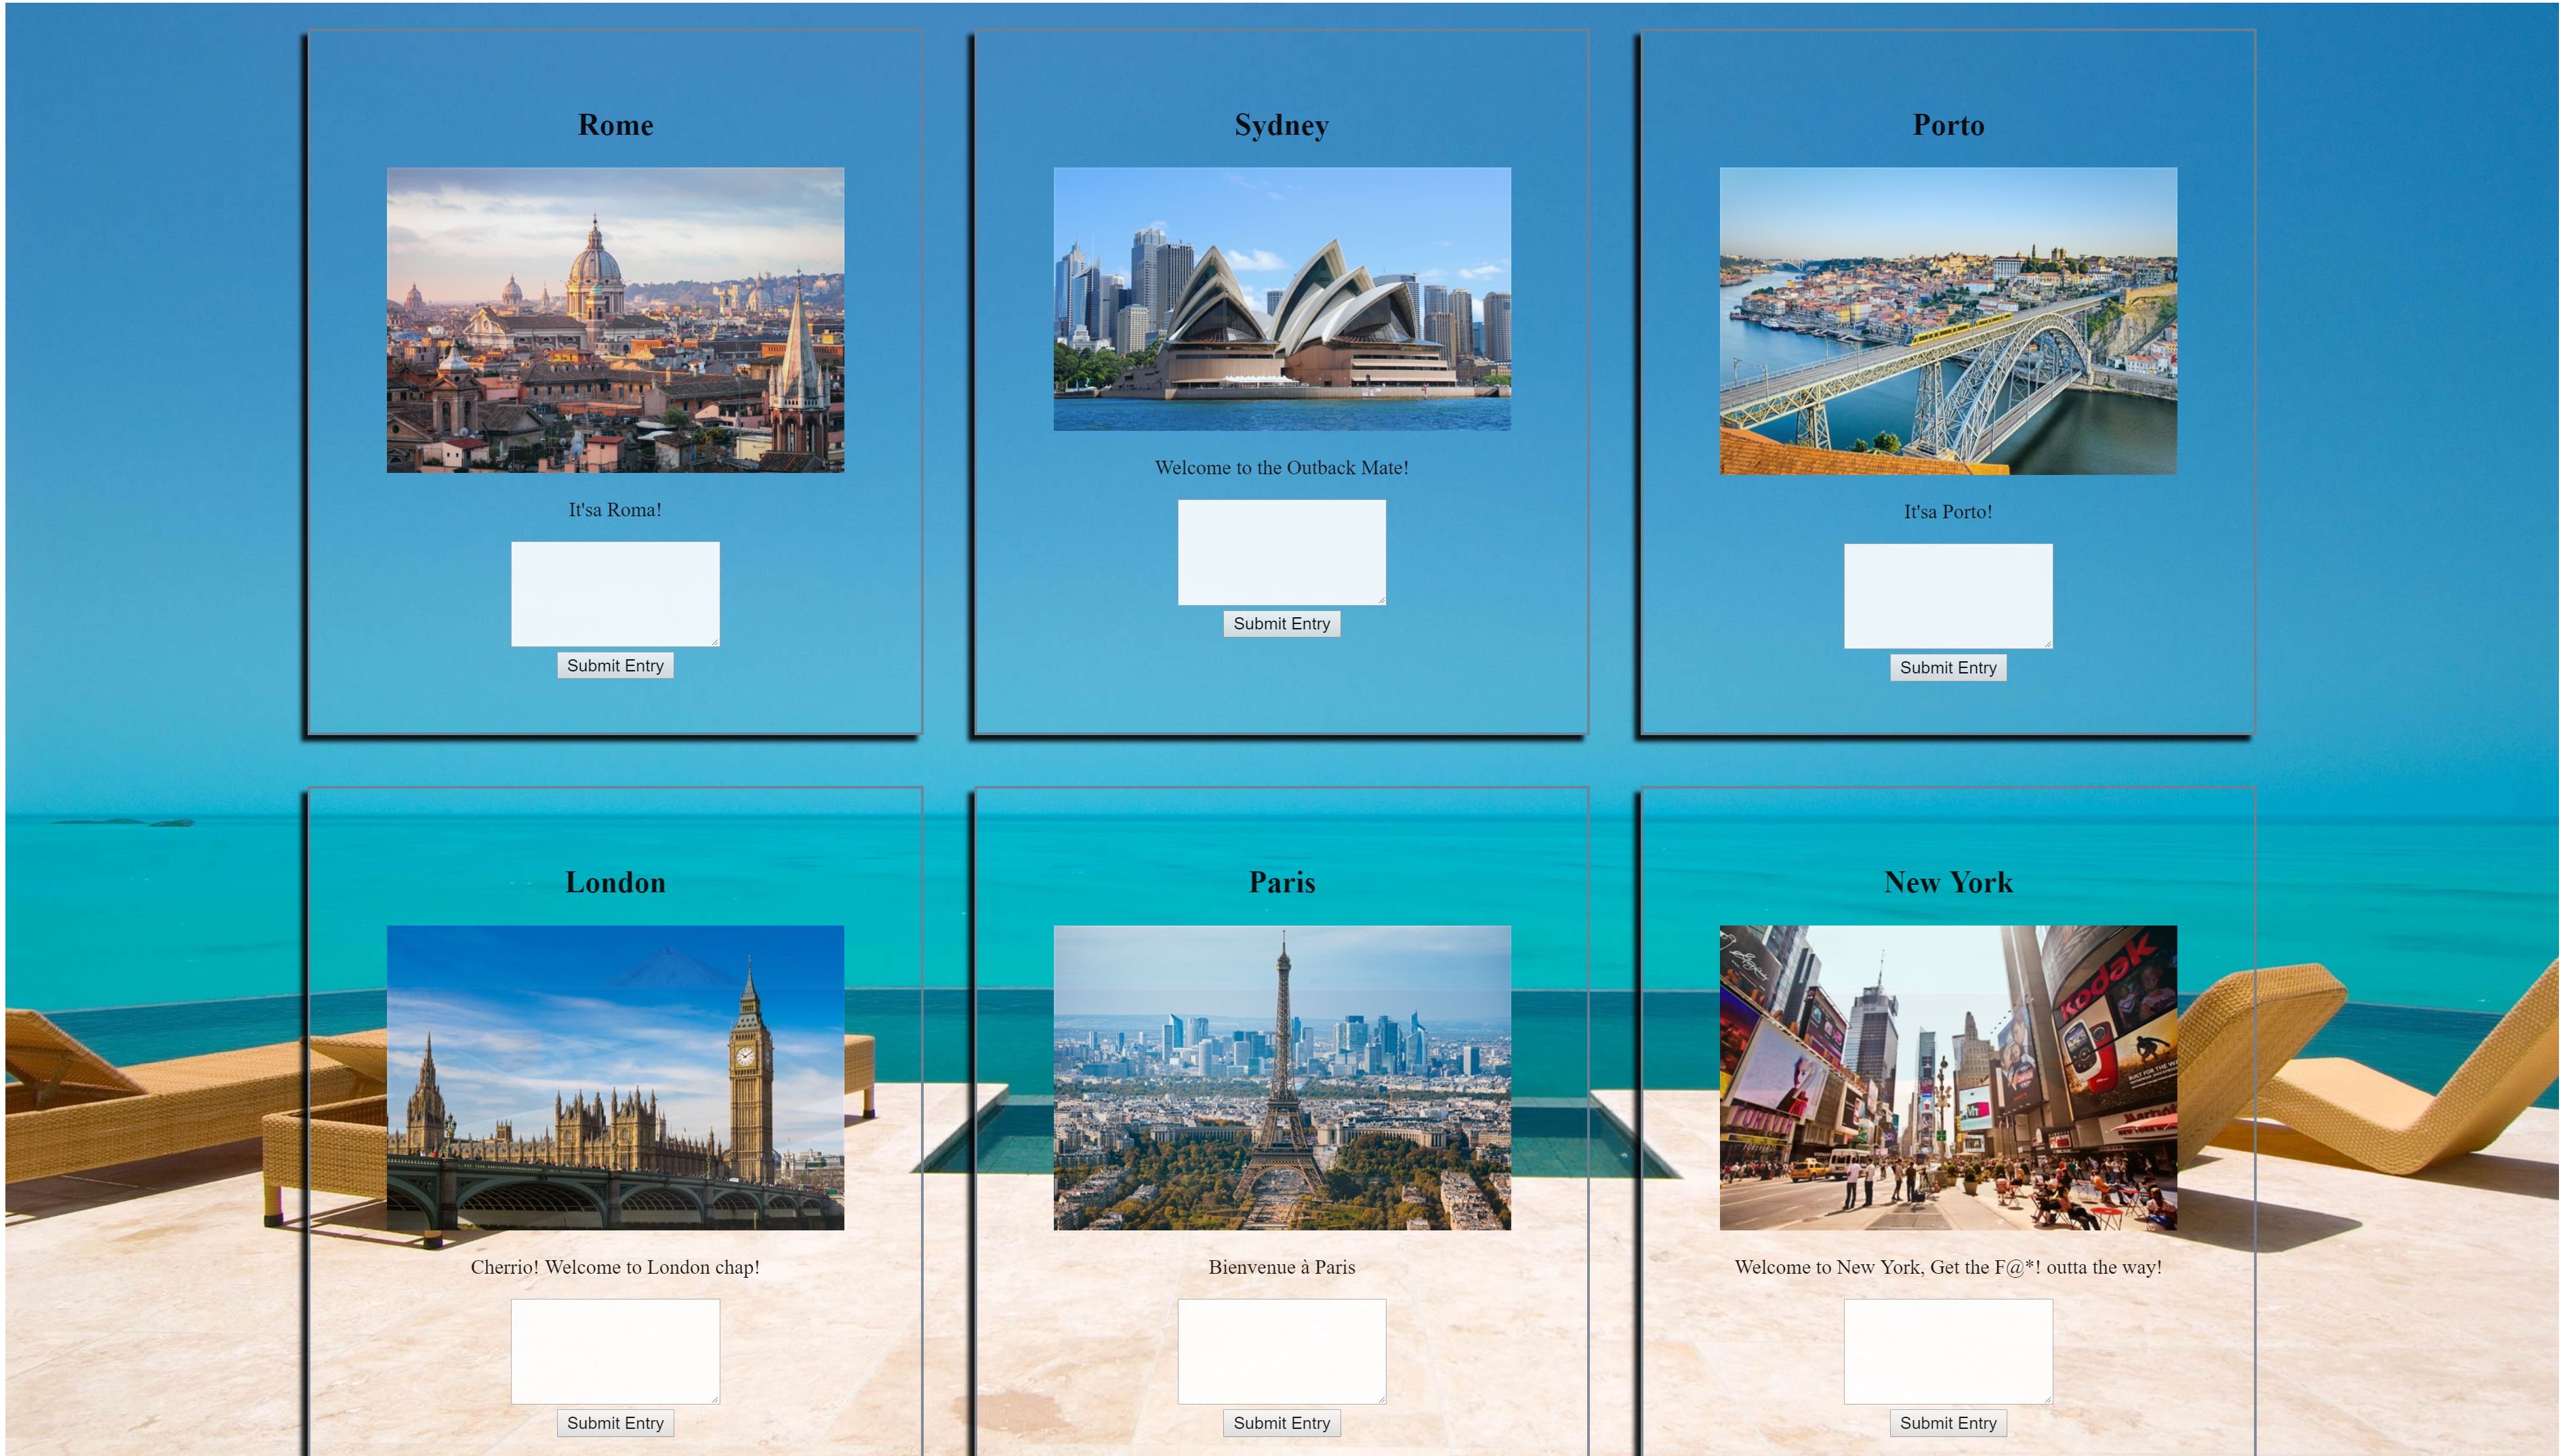 Rome
Sydney
Porto
It'sa Roma!
Welcome to the Outback Mate!
It'sa Porto!
Submit Entry
Submit Entry
Submit Entry
London
Paris
New York
Kodak
Cherrio! Welcome to London chap!
Bienvenue à Paris
Welcome to New York, Get the F@*! outta the way!
Submit Entry
Submit Entry
Submit Entry